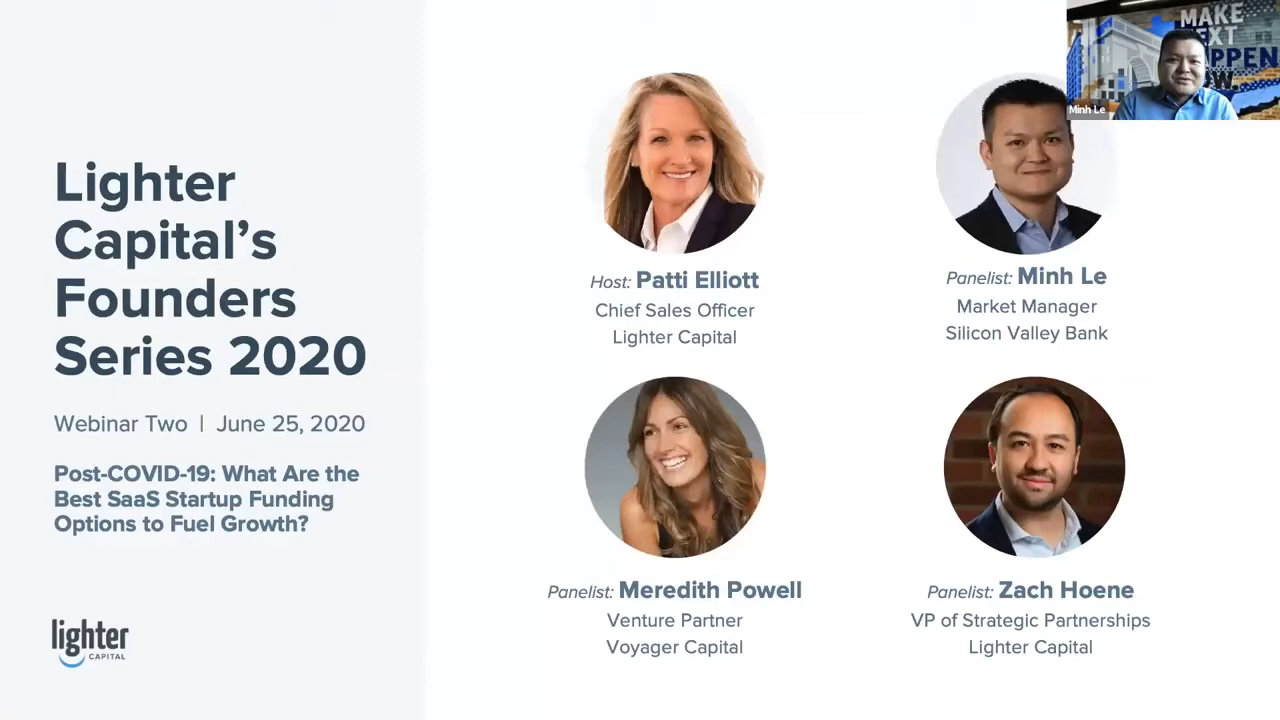 Lighter
Capital's
Founders
Series 2020
Webinar Two | June 25, 2020
Post-COVID-19: What Are the
Best SaaS Startup Funding
Options to Fuel Growth?
lighter
CAPITAL
Host: Patti Elliott
Chief Sales Officer
Lighter Capital
Panelist: Minh Le
Market Manager
Silicon Valley Bank
Panelist: Meredith Powell
Venture Partner
Voyager Capital
Panelist: Zach Hoene
VP of Strategic Partnerships
Lighter Capital
MAKE
Minh Le